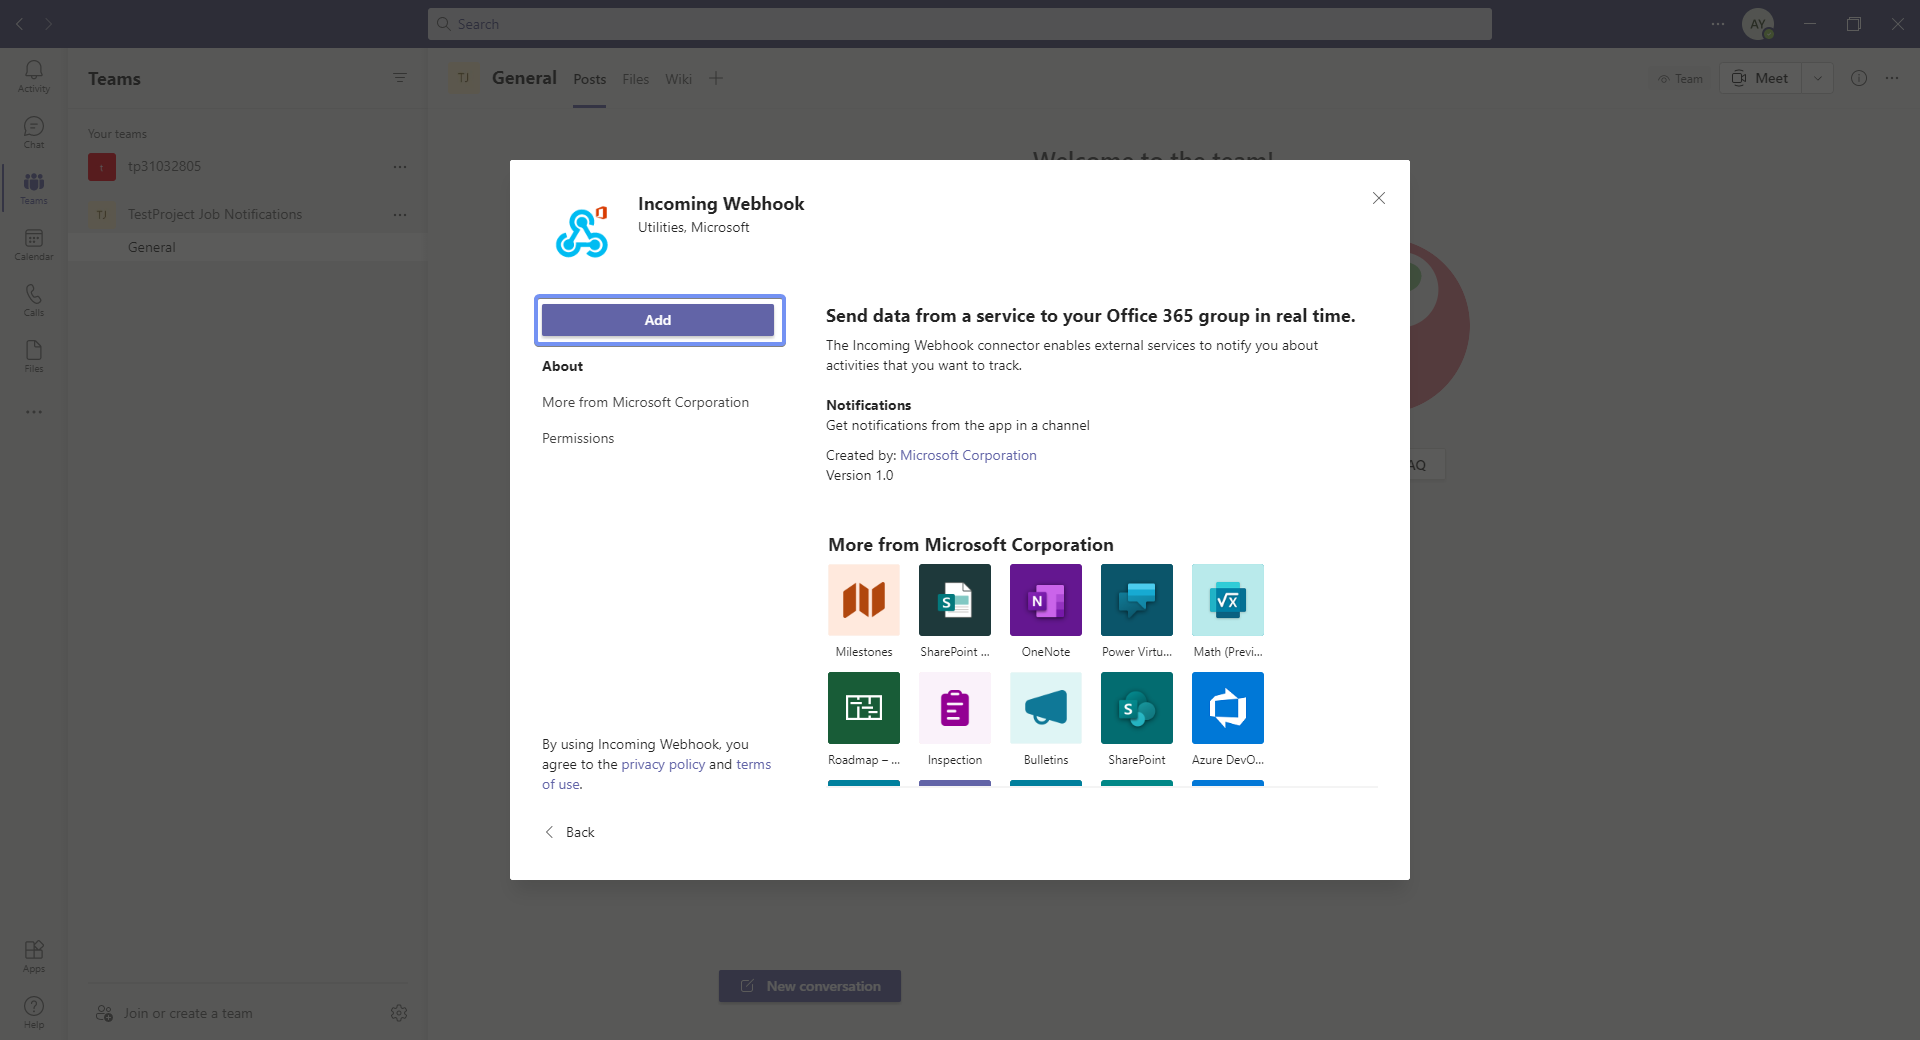 Search
AY
Activity
Chat
Teams
Calendar
Calls
Files
Apps
Help
Teams
Your teams
t
tp31032805
TJ
TestProject Job Notifications
General
Join or create a team
TJ
General
Posts
Files
Wiki
Team
Meet
Welcome to the team!
New conversation
Incoming Webhook
Utilities, Microsoft
Add
About
More from Microsoft Corporation
Permissions
By using Incoming Webhook, you
agree to the privacy policy and terms
of use.
Back
Send data from a service to your Office 365 group in real time.
The Incoming Webhook connector enables external services to notify you about
activities that you want to track.
Notifications
Get notifications from the app in a channel
Created by: Microsoft Corporation
Version 1.0
More from Microsoft Corporation
S
N
√x
Milestones
SharePoint ...
OneNote
Power Virtu...
Math (Previ...
S
Roadmap – ...
Inspection
Bulletins
SharePoint
Azure DevO...